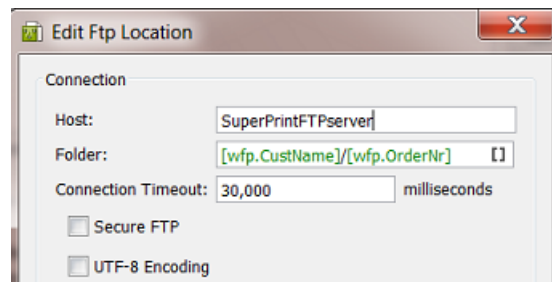 Edit Ftp Location
Connection
Host: SuperPrintFTPserver
Folder: [wfp.CustName]/[wfp.OrderNr] []
Connection Timeout: 30,000 milliseconds
Secure FTP
UTF-8 Encoding